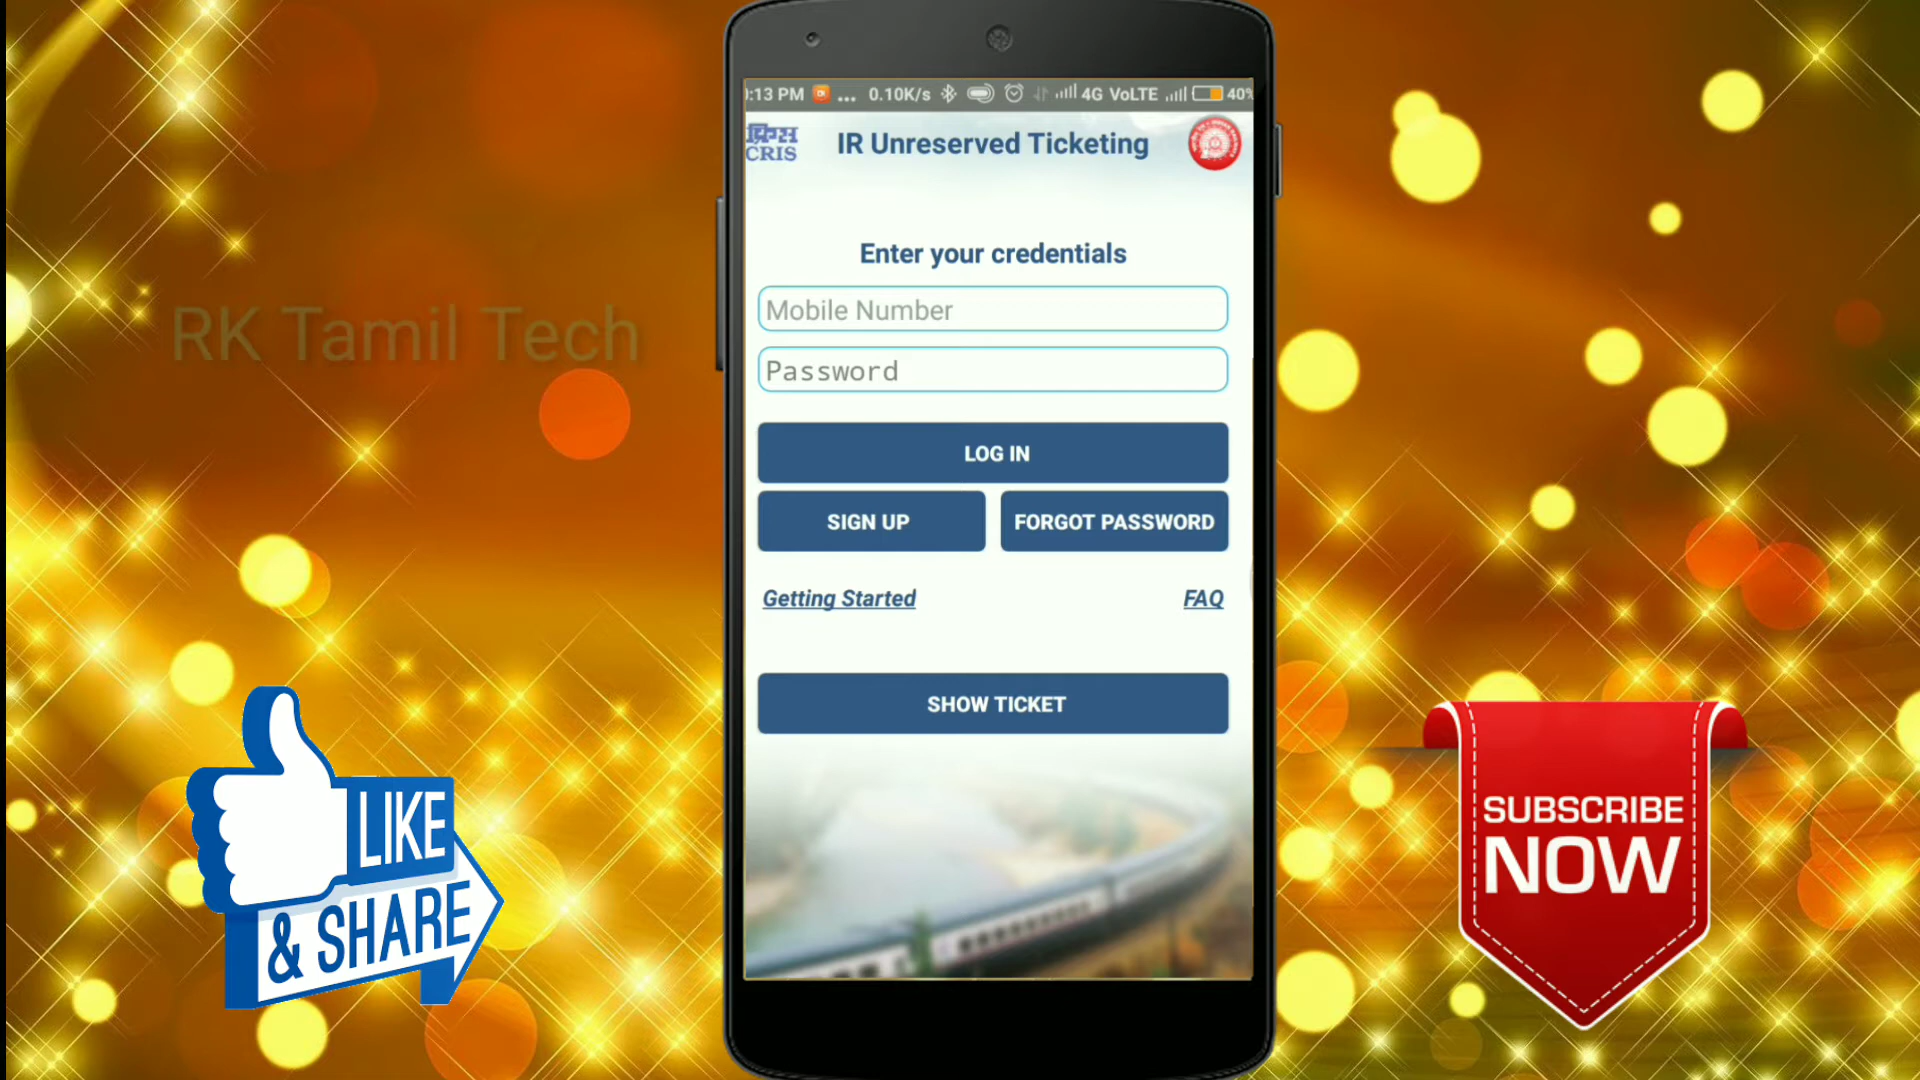 :13 PM ... 0.10K/s 4G VoLTE 40%
क्रिस
CRIS
IR Unreserved Ticketing
Enter your credentials
Mobile Number
Password
LOG IN
SIGN UP
FORGOT PASSWORD
Getting Started
FAQ
SHOW TICKET
RK Tamil Tech
LIKE
& SHARE
SUBSCRIBE
NOW